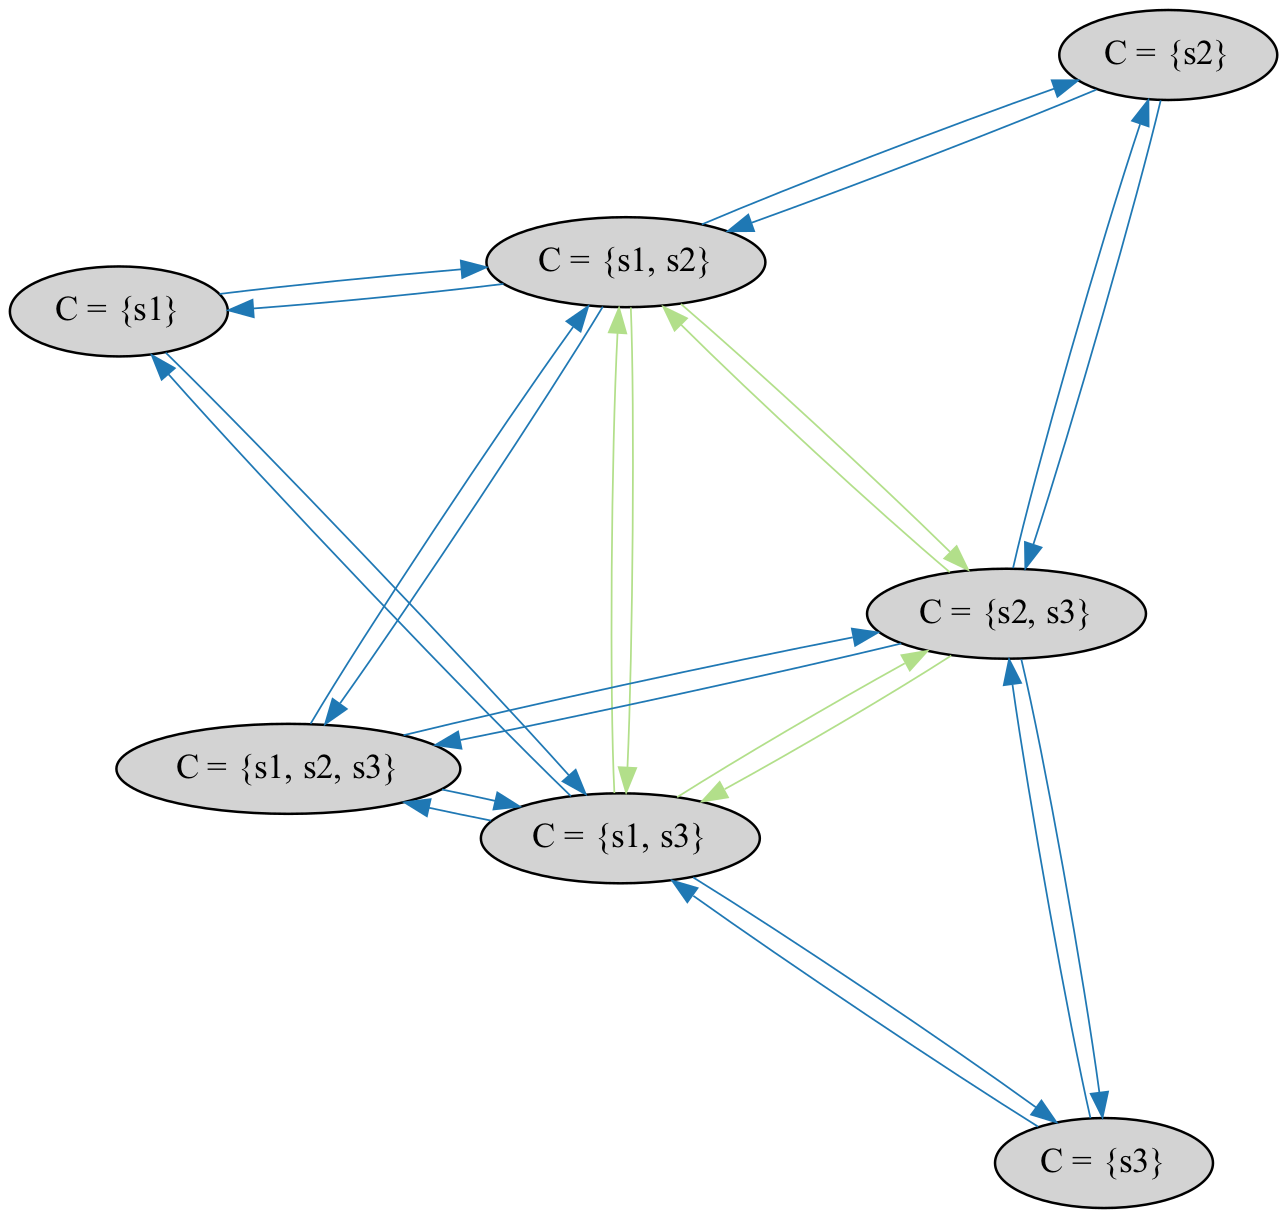 C = {s2}
C = {s1, s2}
C = {s1}
C = {s2, s3}
C = {s1, s2, s3}
C = {s1, s3}
C = {s3}